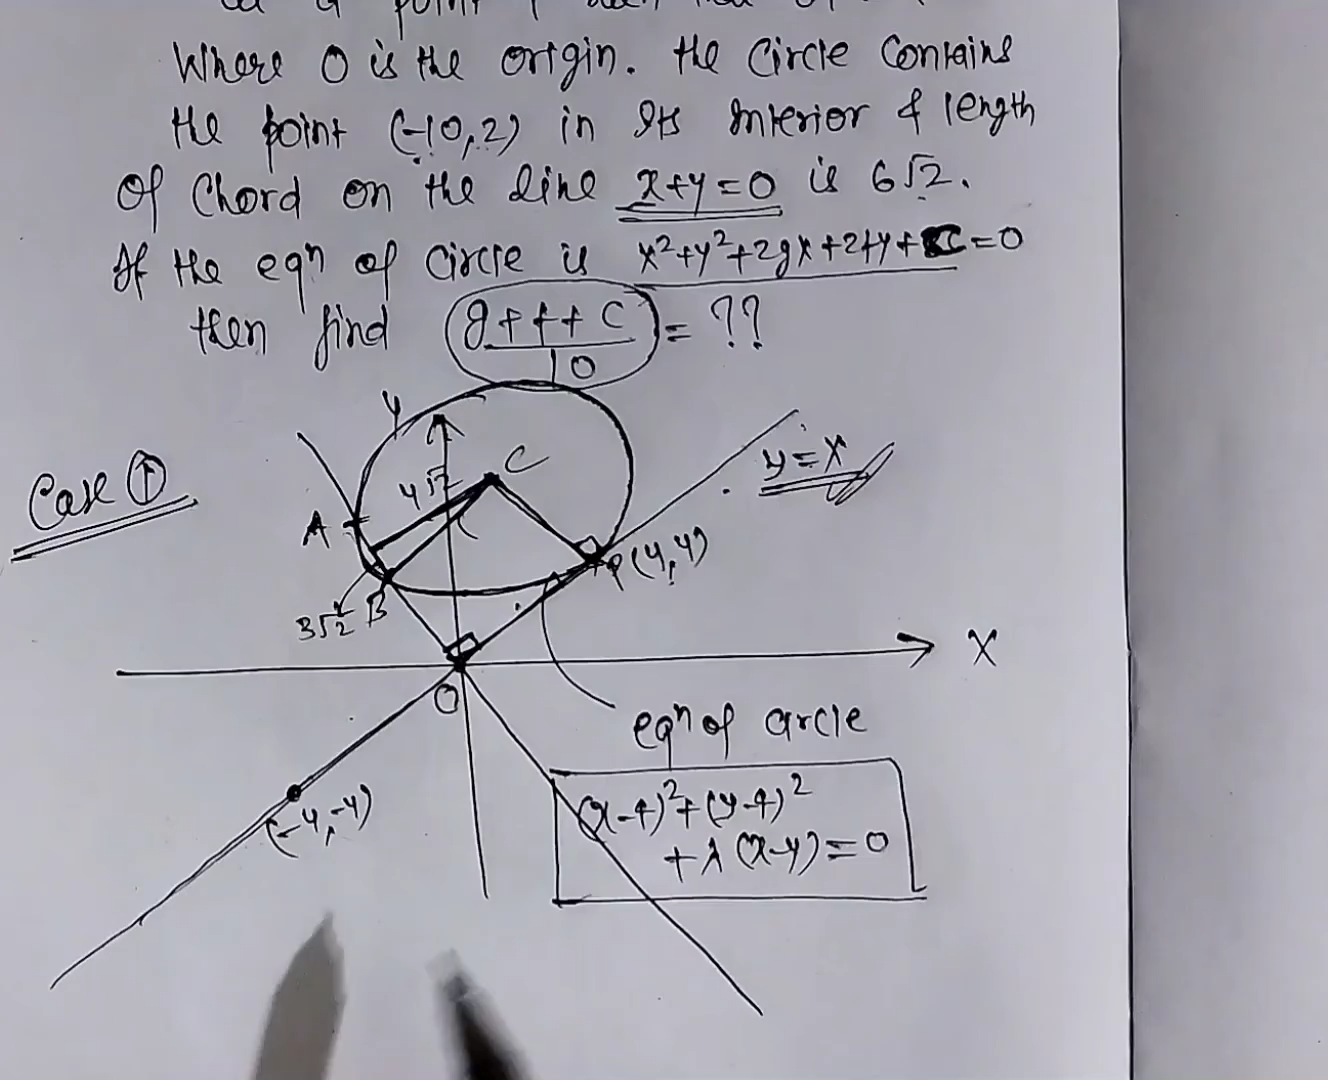 a point
Where O is the origin. the Circle Contains
the point (-10,2) in Its Interior & length
Of Chord on the line x+y=0 is 6√2.
If the eqn of circle is x²+y²+2gx+2fy+C=0
then find (g+f+C)/10 = ??
Case ①
Y
C
y=x
4√2
A
P(4,4)
3√2
B
X
O
eqn of circle
(-4,-4)
(x-4)²+(y-4)²
+λ(x-y)=0